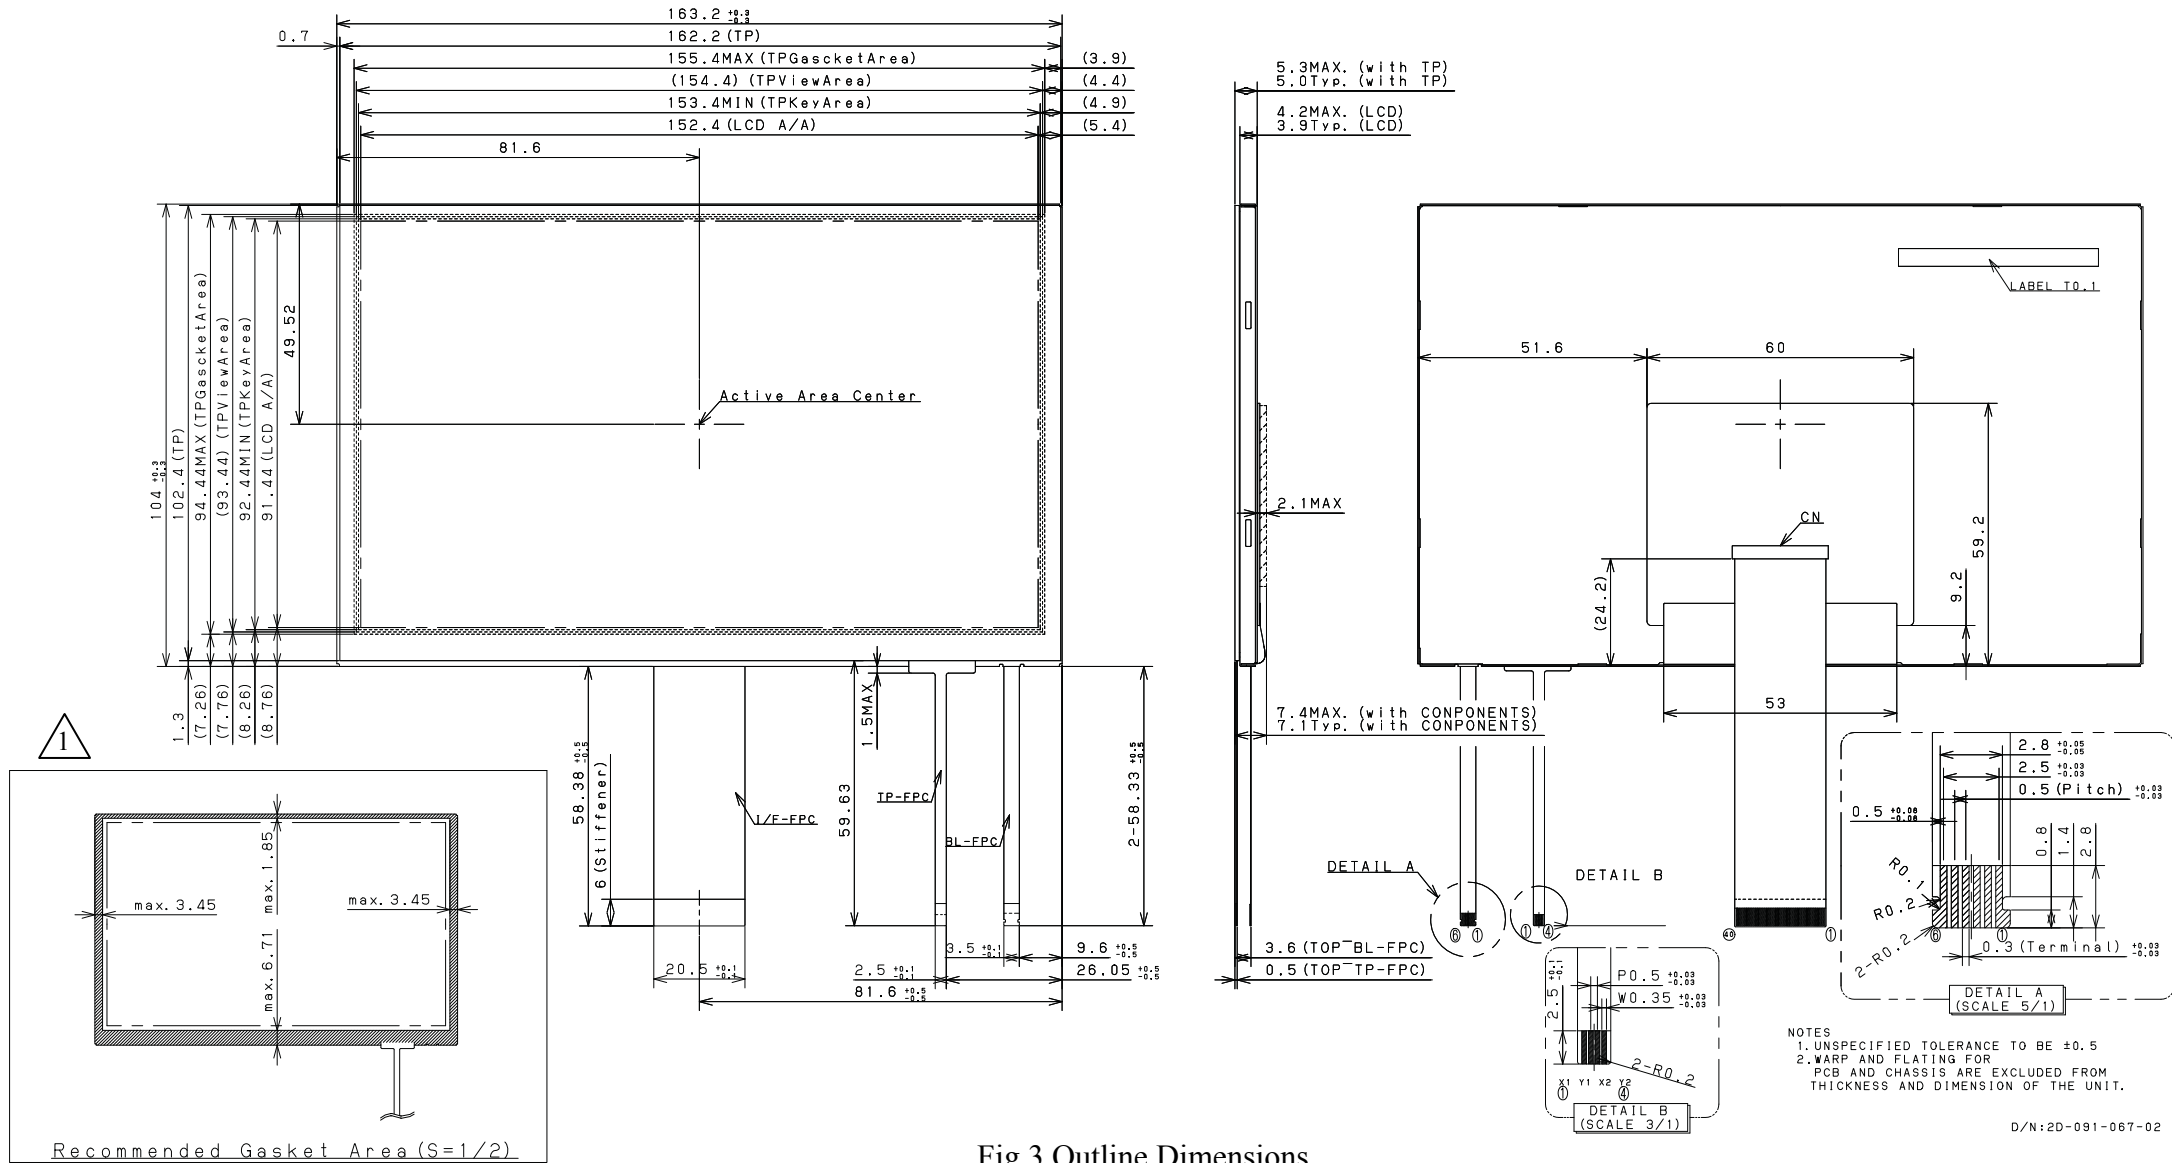 163.2 +0.3 -0.3
0.7
162.2(TP)
155.4MAX(TPGascketArea)
(3.9)
(154.4)(TPViewArea)
(4.4)
153.4MIN(TPKeyArea)
(4.9)
152.4(LCD A/A)
(5.4)
81.6
49.52
Active Area Center
104 +0.3 -0.3
102.4(TP)
94.44MAX(TPGascketArea)
(93.44)(TPViewArea)
92.44MIN(TPKeyArea)
91.44(LCD A/A)
1.3
(7.26)
(7.76)
(8.26)
(8.76)
58.38 +0.5 -0.5
6(Stiffener)
I/F-FPC
59.63
1.5MAX
TP-FPC
BL-FPC
2-58.33 +0.5 -0.5
3.5 +0.1 -0.1
9.6 +0.5 -0.5
20.5 +0.1 -0.1
2.5 +0.1 -0.1
26.05 +0.5 -0.5
81.6 +0.5 -0.5
5.3MAX. (with TP)
5.0Typ. (with TP)
4.2MAX. (LCD)
3.9Typ. (LCD)
2.1MAX
7.4MAX. (with CONPONENTS)
7.1Typ. (with CONPONENTS)
3.6(TOP‾BL-FPC)
0.5(TOP‾TP-FPC)
LABEL T0.1
51.6
60
CN
59.2
9.2
(24.2)
53
DETAIL A
DETAIL B
⑥ ①
① ④
㊵ ①
2.8 +0.05 -0.05
2.5 +0.03 -0.03
0.5(Pitch) +0.03 -0.03
0.5 +0.08 -0.08
0.8
1.4
2.8
R0.1
R0.2
2-R0.2
⑥ ①
0.3(Terminal) +0.03 -0.03
DETAIL A
(SCALE 5/1)
P0.5 +0.03 -0.03
W0.35 +0.03 -0.03
2.5 +0.1 -0.1
2-R0.2
X1 Y1 X2 Y2
① ④
DETAIL B
(SCALE 3/1)
NOTES
1.UNSPECIFIED TOLERANCE TO BE ±0.5
2.WARP AND FLATING FOR
PCB AND CHASSIS ARE EXCLUDED FROM
THICKNESS AND DIMENSION OF THE UNIT.
D/N:2D-091-067-02
1
max.1.85
max.3.45
max.3.45
max.6.71
Recommended Gasket Area(S=1/2)
Fig.3 Outline Dimensions